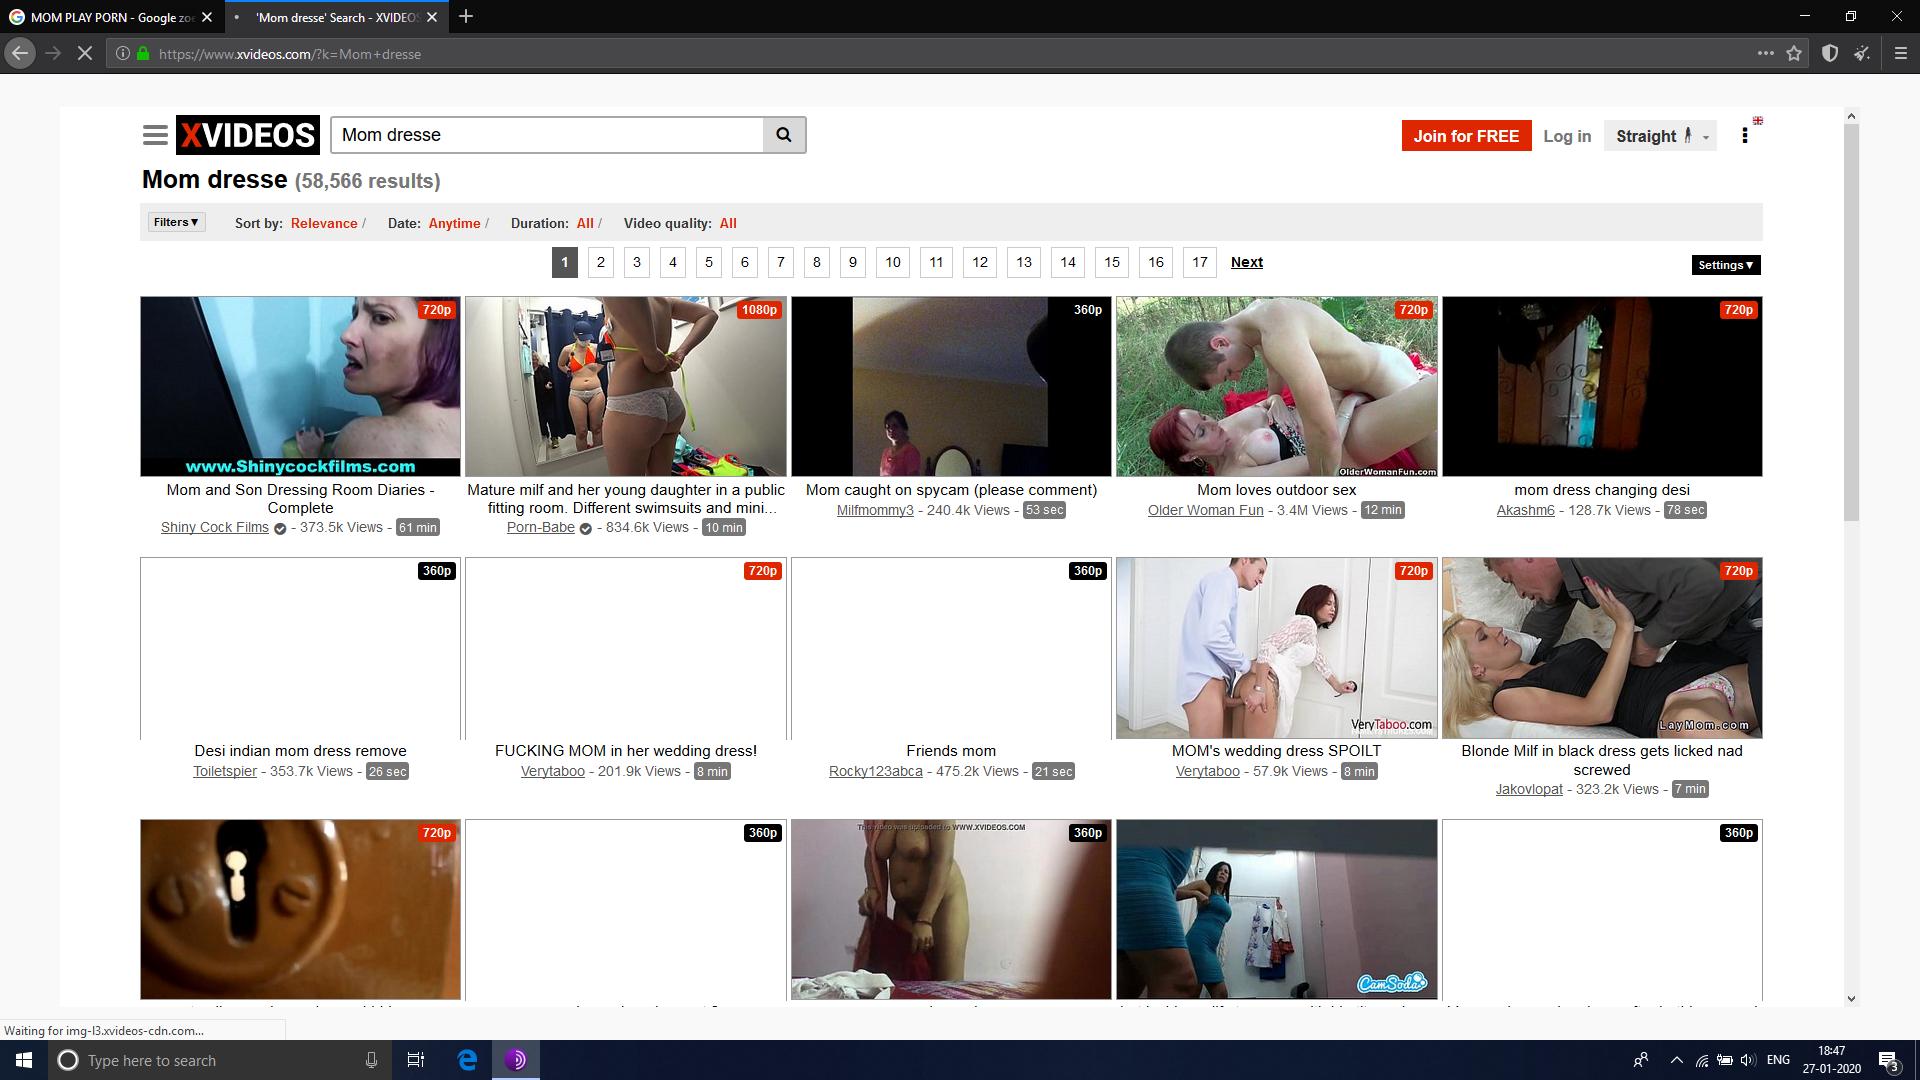 MOM PLAY PORN - Google zoe
'Mom dresse' Search - XVIDEOS
https://www.xvideos.com/?k=Mom+dresse
XVIDEOS
Mom dresse
Join for FREE
Log in
Straight
Mom dresse (58,566 results)
Filters▼ Sort by: Relevance / Date: Anytime / Duration: All / Video quality: All
1 2 3 4 5 6 7 8 9 10 11 12 13 14 15 16 17 Next
Settings▼
720p
www.Shinycockfilms.com
Mom and Son Dressing Room Diaries -
Complete
Shiny Cock Films - 373.5k Views - 61 min
1080p
Mature milf and her young daughter in a public
fitting room. Different swimsuits and mini...
Porn-Babe - 834.6k Views - 10 min
360p
Mom caught on spycam (please comment)
Milfmommy3 - 240.4k Views - 53 sec
720p
OlderWomanFun.com
Mom loves outdoor sex
Older Woman Fun - 3.4M Views - 12 min
720p
mom dress changing desi
Akashm6 - 128.7k Views - 78 sec
360p
Desi indian mom dress remove
Toiletspier - 353.7k Views - 26 sec
720p
FUCKING MOM in her wedding dress!
Verytaboo - 201.9k Views - 8 min
360p
Friends mom
Rocky123abca - 475.2k Views - 21 sec
720p
VeryTaboo.com
MOM's wedding dress SPOILT
Verytaboo - 57.9k Views - 8 min
720p
LayMom.com
Blonde Milf in black dress gets licked nad
screwed
Jakovlopat - 323.2k Views - 7 min
720p
360p
This video was uploaded to WWW.XVIDEOS.COM
360p
CamSoda
360p
Waiting for img-l3.xvideos-cdn.com...
Type here to search
ENG
18:47
27-01-2020
3